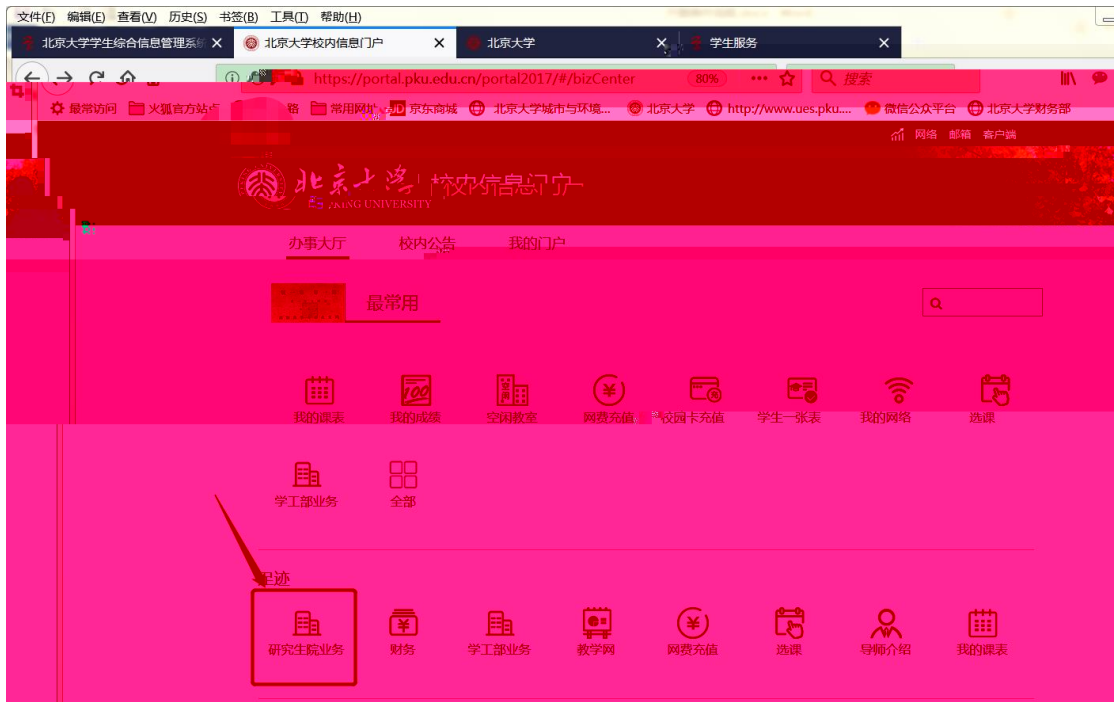 文件(F) 编辑(E) 查看(V) 历史(S) 书签(B) 工具(T) 帮助(H)
北京大学学生综合信息管理系统 北京大学校内信息门户 北京大学 学生服务
https://portal.pku.edu.cn/portal2017/#/bizCenter 80% 搜索
最常访问 火狐官方站点 常用网址 京东商城 北京大学城市与环境... 北京大学 http://www.ues.pku.... 微信公众平台 北京大学财务部
网络 邮箱 客户端
北京大学 校内信息门户
UNIVERSITY
办事大厅 校内公告 我的门户
最常用
我的课表 我的成绩 空闲教室 网费充值 校园卡充值 学生一张表 我的网络 选课
学工部业务 全部
足迹
研究生院业务 财务 学工部业务 教学网 网费充值 选课 导师介绍 我的课表